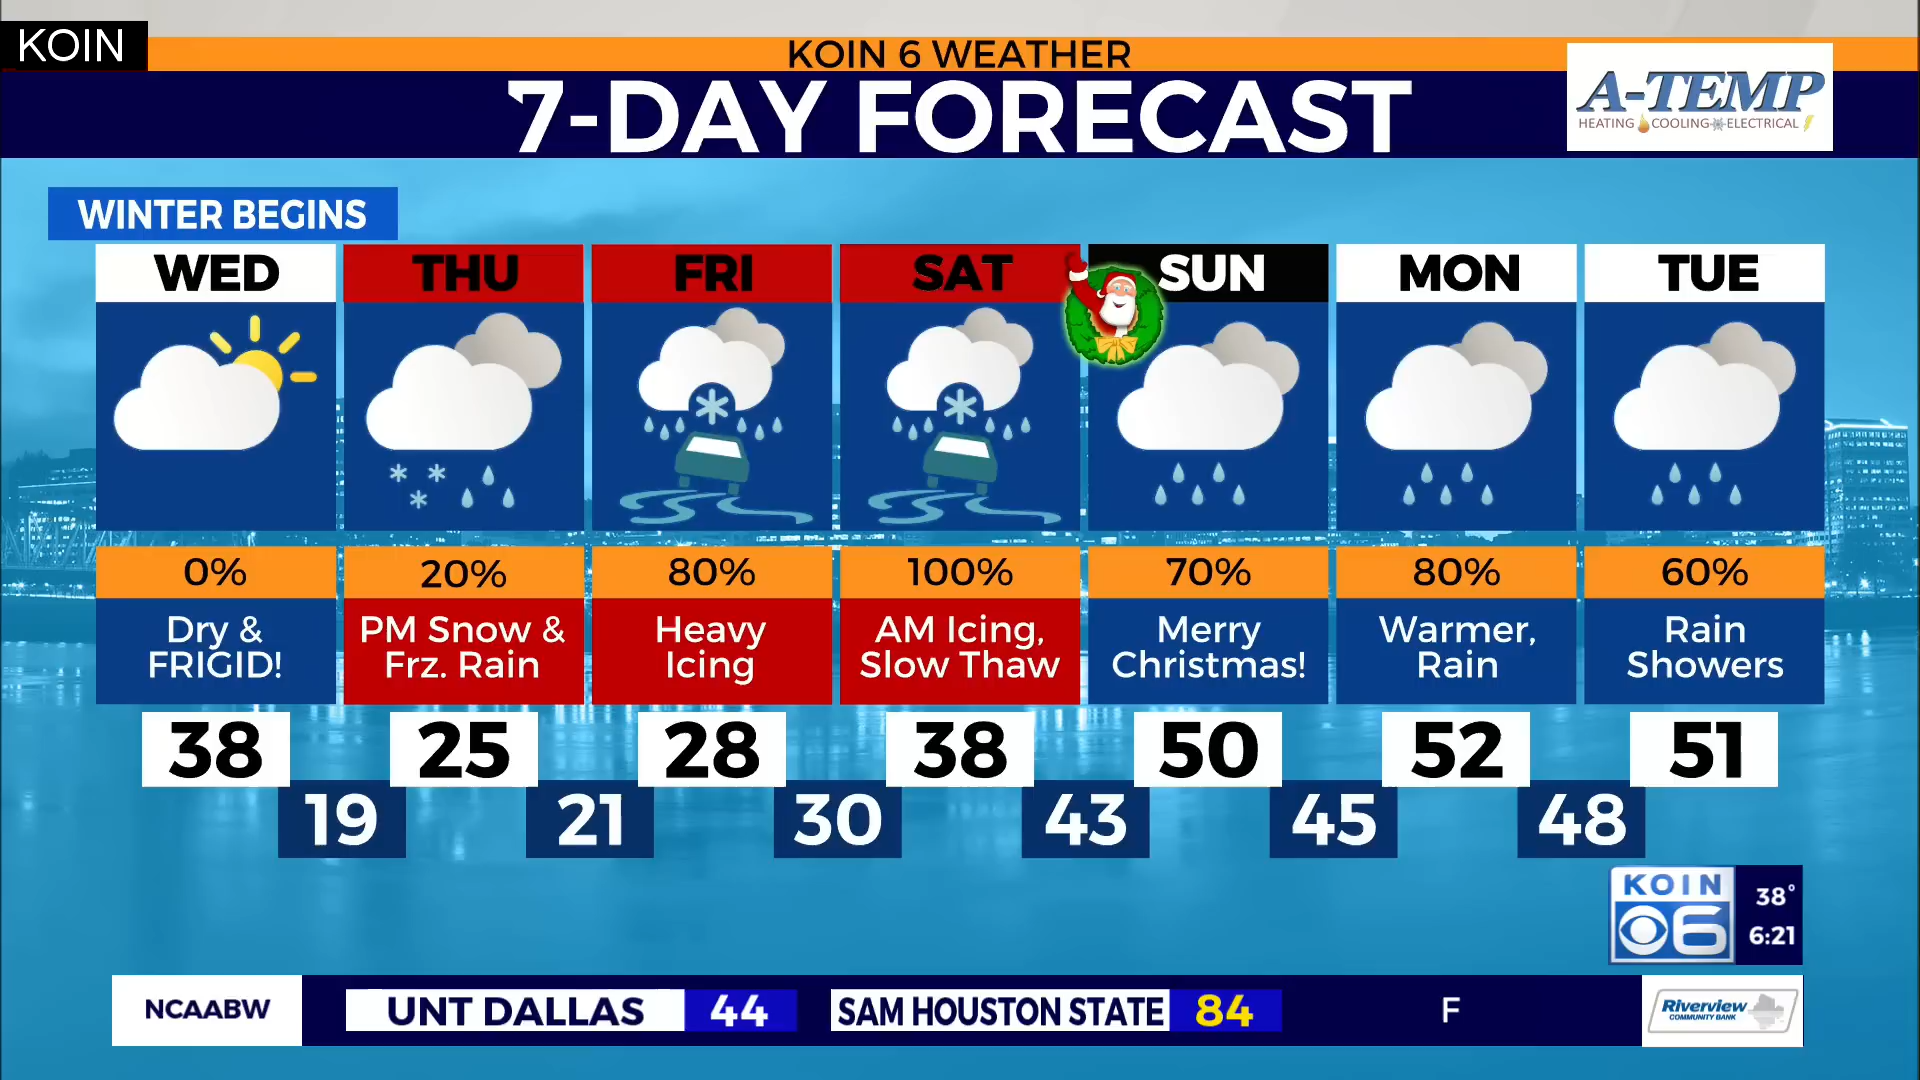 KOIN
KOIN 6 WEATHER
7-DAY FORECAST
A-TEMP
HEATING COOLING ELECTRICAL
WINTER BEGINS
WED THU FRI SAT SUN MON TUE
0% 20% 80% 100% 70% 80% 60%
Dry & PM Snow & Heavy AM Icing, Merry Warmer, Rain
FRIGID! Frz. Rain Icing Slow Thaw Christmas! Rain Showers
38 25 28 38 50 52 51
19 21 30 43 45 48
KOIN 38°
6 6:21
NCAABW UNT DALLAS 44 SAM HOUSTON STATE 84 F Riverview
COMMUNITY BANK